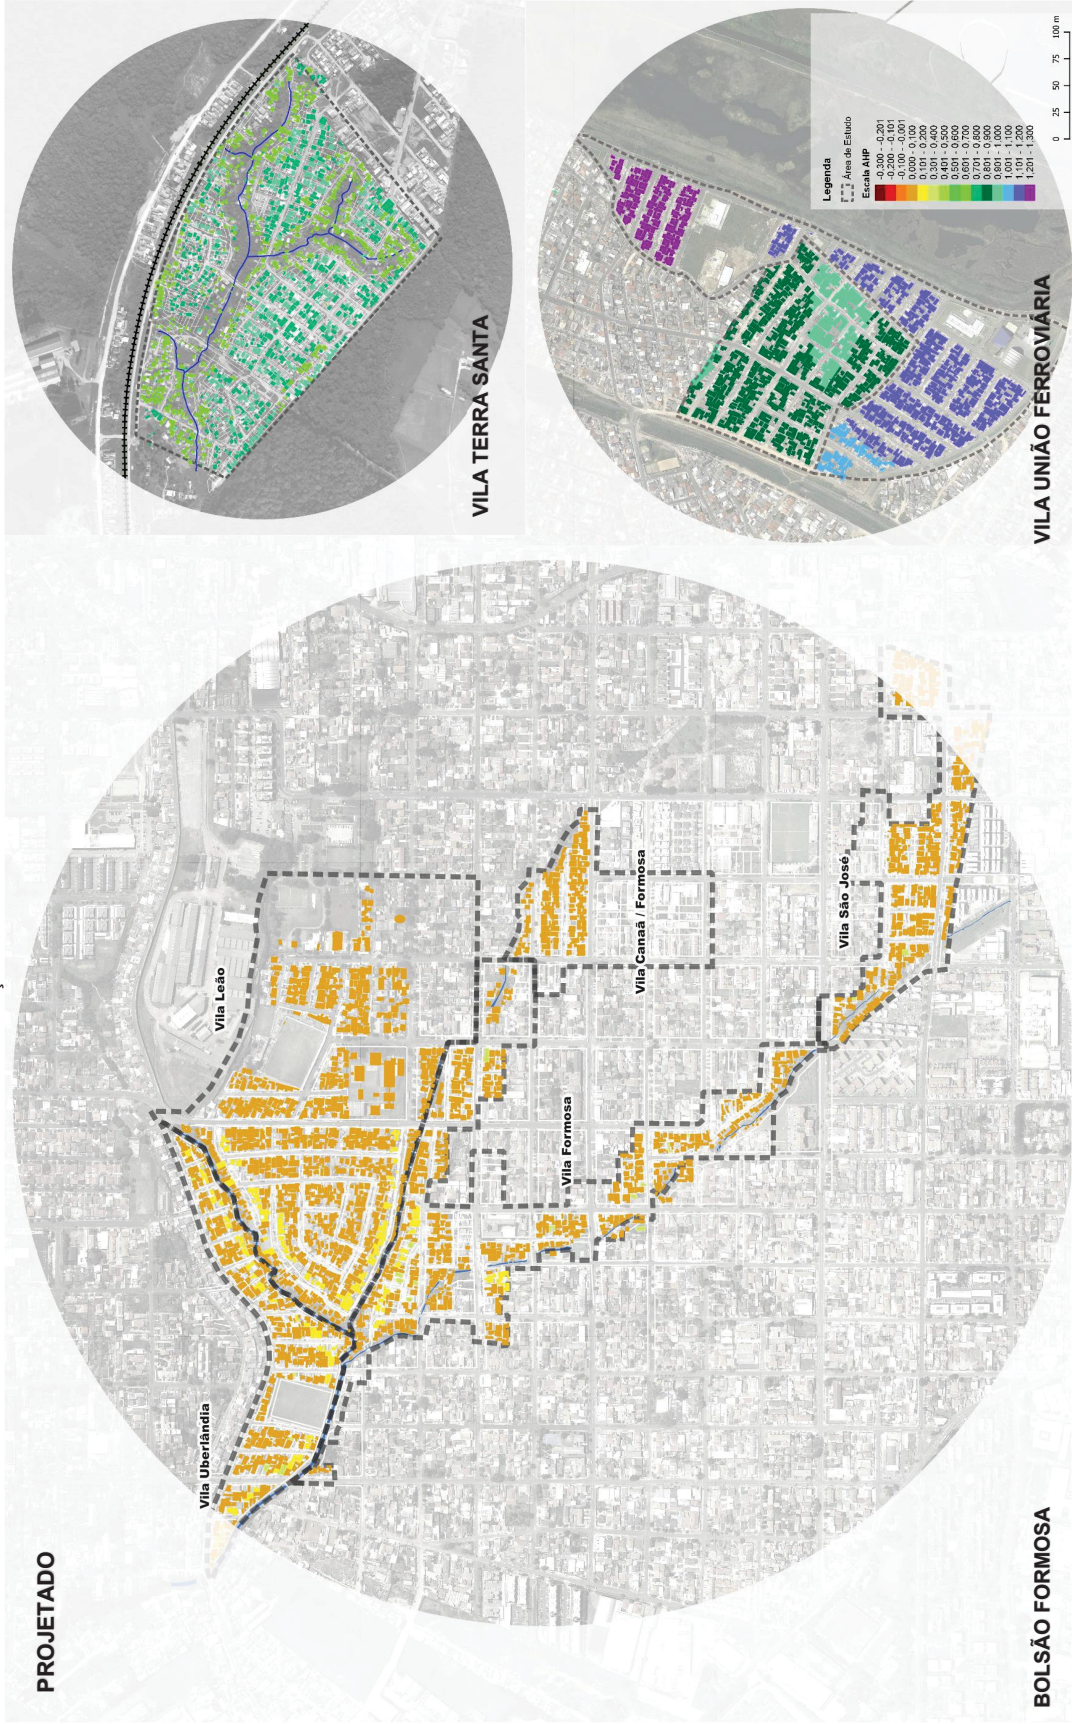 PROJETADO
Vila Uberlândia
Vila Leão
Vila Formosa
Vila Canaã / Formosa
Vila São José
BOLSÃO FORMOSA
VILA TERRA SANTA
VILA UNIÃO FERROVIÁRIA
Legenda
Área de Estudo
Escala AHP
-0,300 - -0,201
-0,200 - -0,101
-0,100 - -0,001
0,000 - 0,100
0,101 - 0,200
0,301 - 0,400
0,401 - 0,500
0,501 - 0,600
0,601 - 0,700
0,701 - 0,800
0,801 - 0,900
0,901 - 1,000
1,001 - 1,100
1,101 - 1,200
1,201 - 1,300
0 25 50 75 100 m